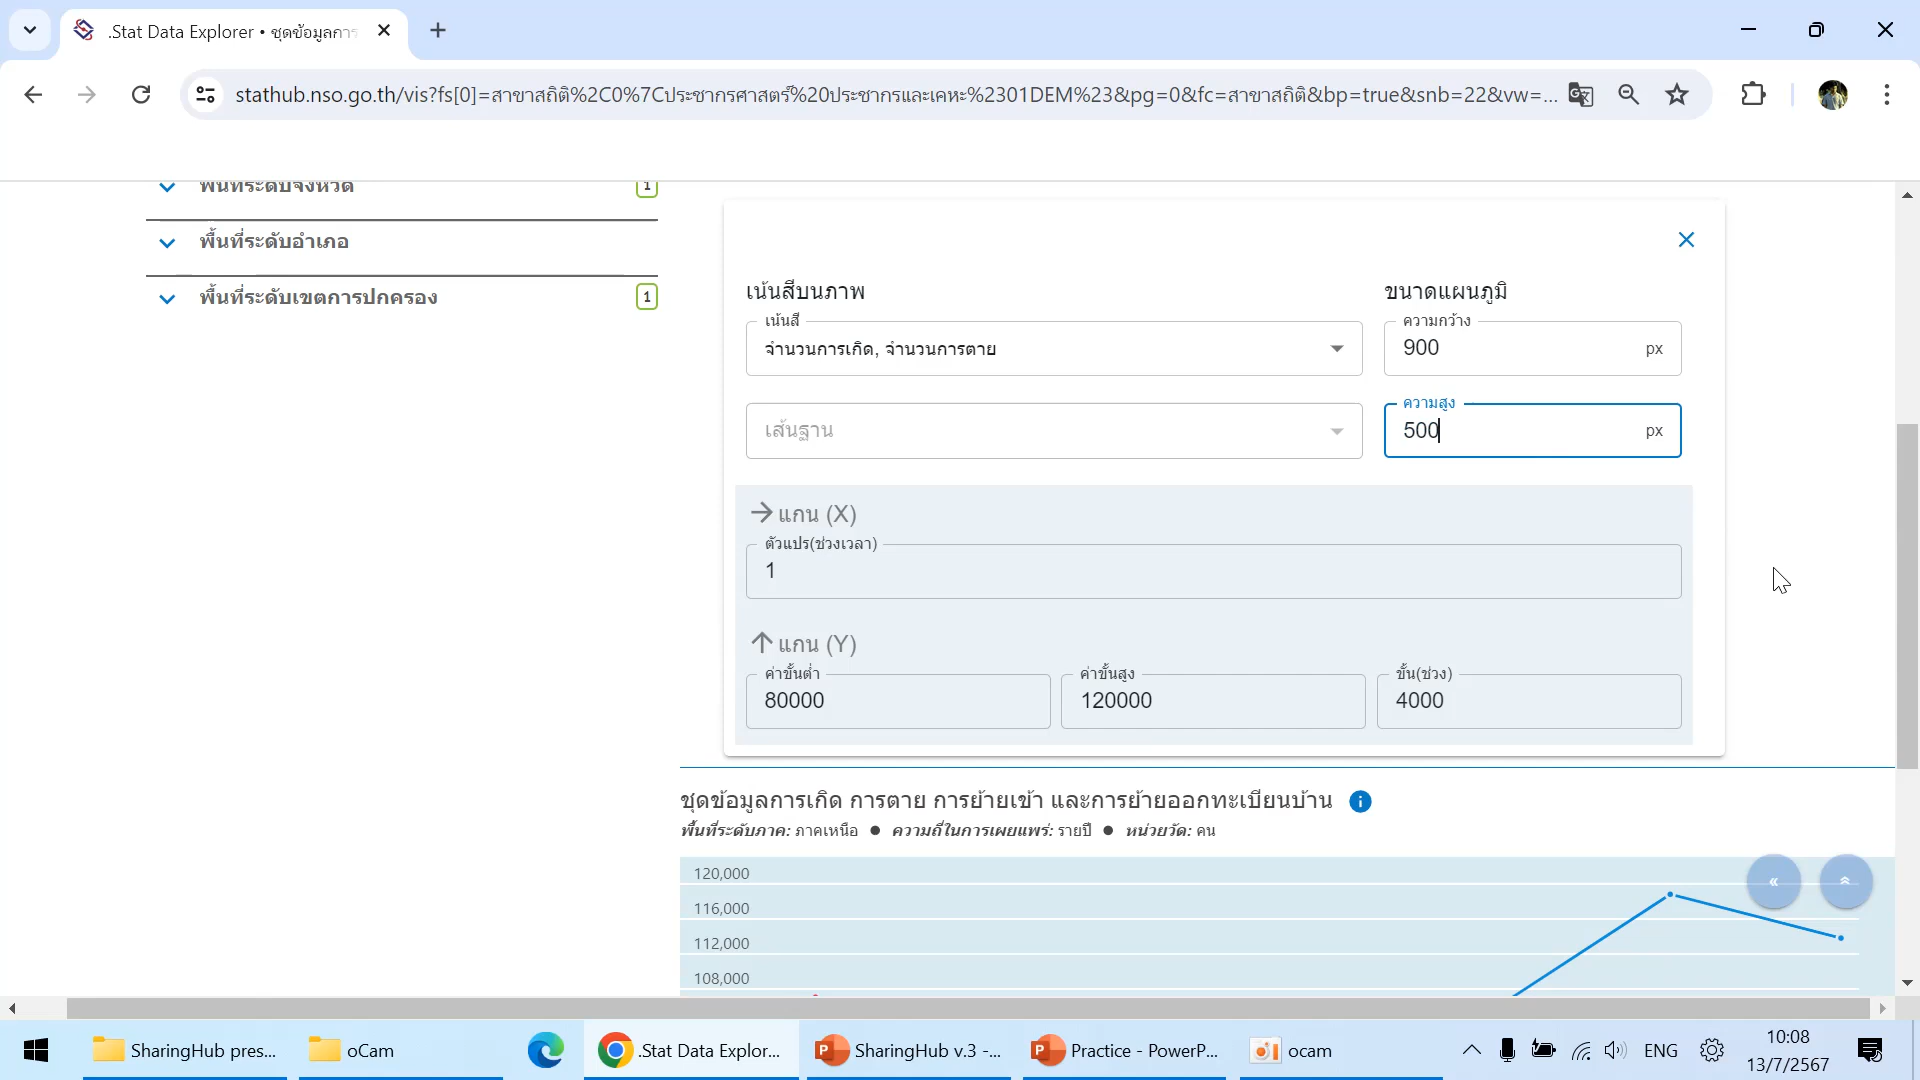 .Stat Data Explorer • ชุดข้อมูลการ
stathub.nso.go.th/vis?fs[0]=สาขาสถิติ%2C0%7Cประชากรศาสตร์%20ประชากรและเคหะ%2301DEM%23&pg=0&fc=สาขาสถิติ&bp=true&snb=22&vw=...
พื้นที่ระดับจังหวัด 1
พื้นที่ระดับอำเภอ
พื้นที่ระดับเขตการปกครอง 1
เน้นสีบนภาพ
เน้นสี
จำนวนการเกิด, จำนวนการตาย
เส้นฐาน
ขนาดแผนภูมิ
ความกว้าง
900 px
ความสูง
500 px
แกน (X)
ตัวแปร(ช่วงเวลา)
1
แกน (Y)
ค่าขั้นต่ำ
80000
ค่าขั้นสูง
120000
ขั้น(ช่วง)
4000
ชุดข้อมูลการเกิด การตาย การย้ายเข้า และการย้ายออกทะเบียนบ้าน
พื้นที่ระดับภาค: ภาคเหนือ ● ความถี่ในการเผยแพร่: รายปี ● หน่วยวัด: คน
120,000
116,000
112,000
108,000
SharingHub pres...
oCam
.Stat Data Explor...
SharingHub v.3 -...
Practice - PowerP...
ocam
ENG
10:08
13/7/2567